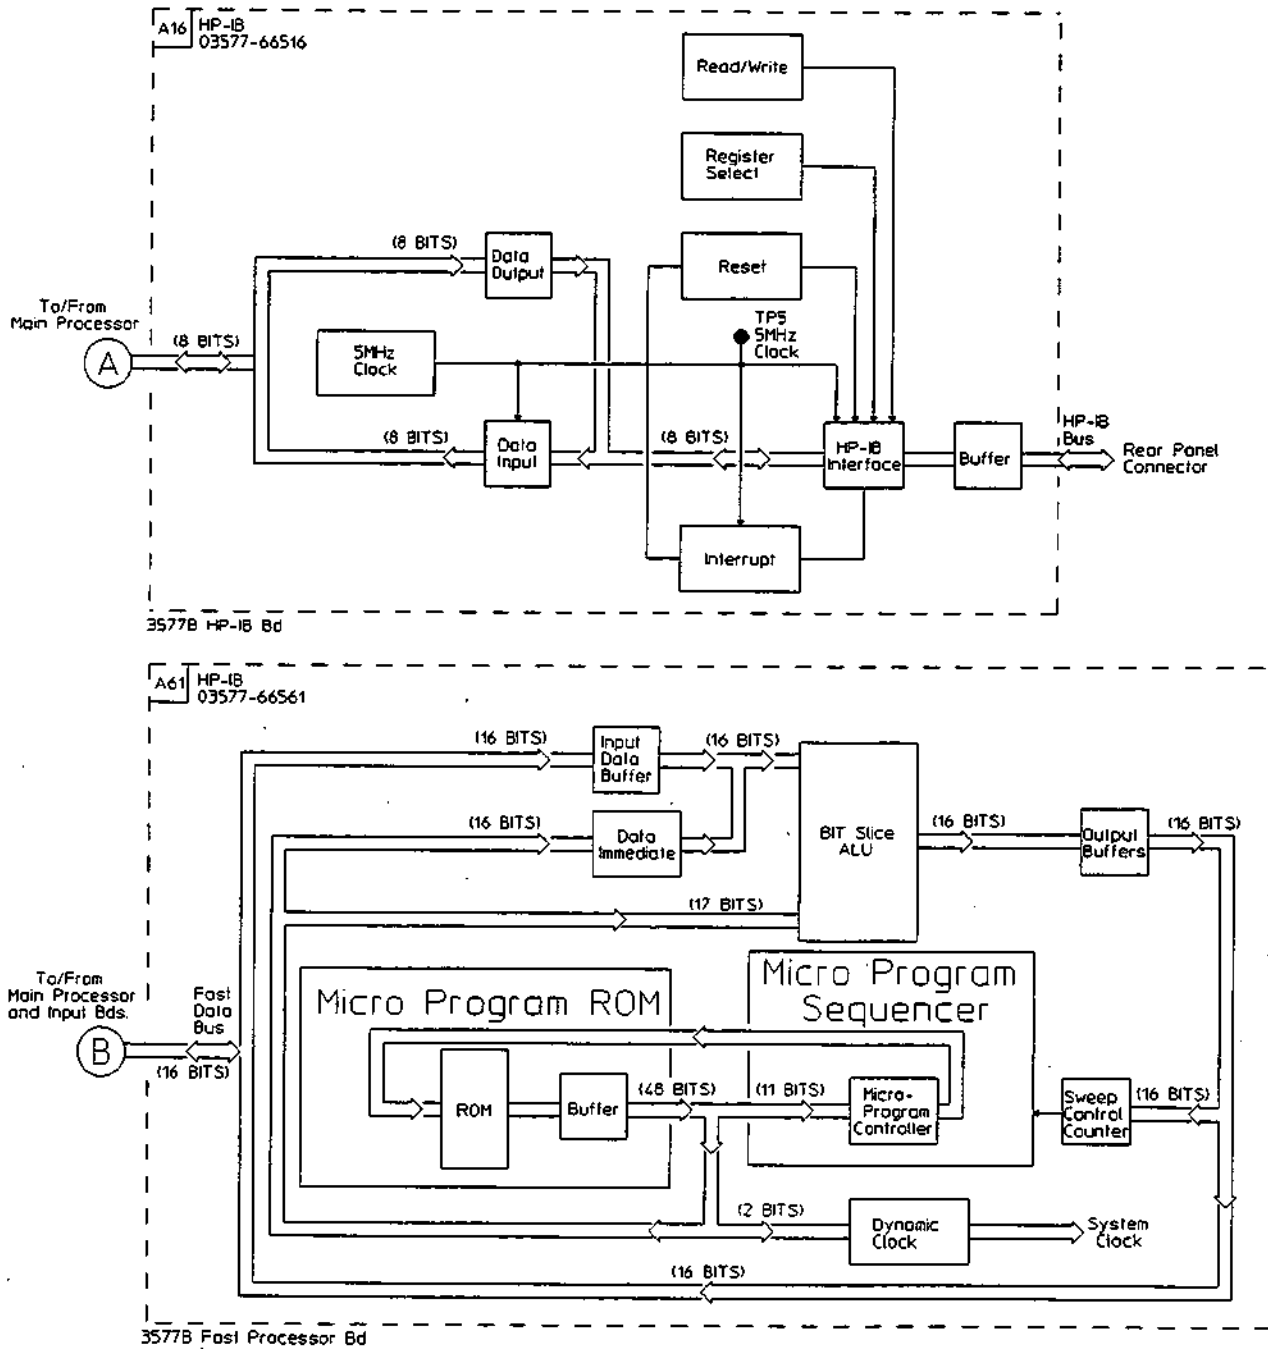 A16
HP-IB
03577-66516
Read/Write
Register
Select
(8 BITS)
Data
Output
Reset
To/From
Main Processor
A
(8 BITS)
5MHz
Clock
TP5
5MHz
Clock
(8 BITS)
Data
Input
(8 BITS)
HP-IB
Interface
Buffer
HP-IB
Bus
Rear Panel
Connector
Interrupt
3577B HP-IB Bd
A61
HP-IB
03577-66561
(16 BITS)
Input
Data
Buffer
(16 BITS)
(16 BITS)
Data
Immediate
BIT Slice
ALU
(16 BITS)
Output
Buffers
(16 BITS)
(17 BITS)
To/From
Main Processor
and Input Bds.
B
(16 BITS)
Fast
Data
Bus
Micro Program ROM
Micro Program
Sequencer
ROM
Buffer
(48 BITS)
(11 BITS)
Micro-
Program
Controller
Sweep
Control
Counter
(16 BITS)
(2 BITS)
Dynamic
Clock
System
Clock
(16 BITS)
3577B Fast Processor Bd